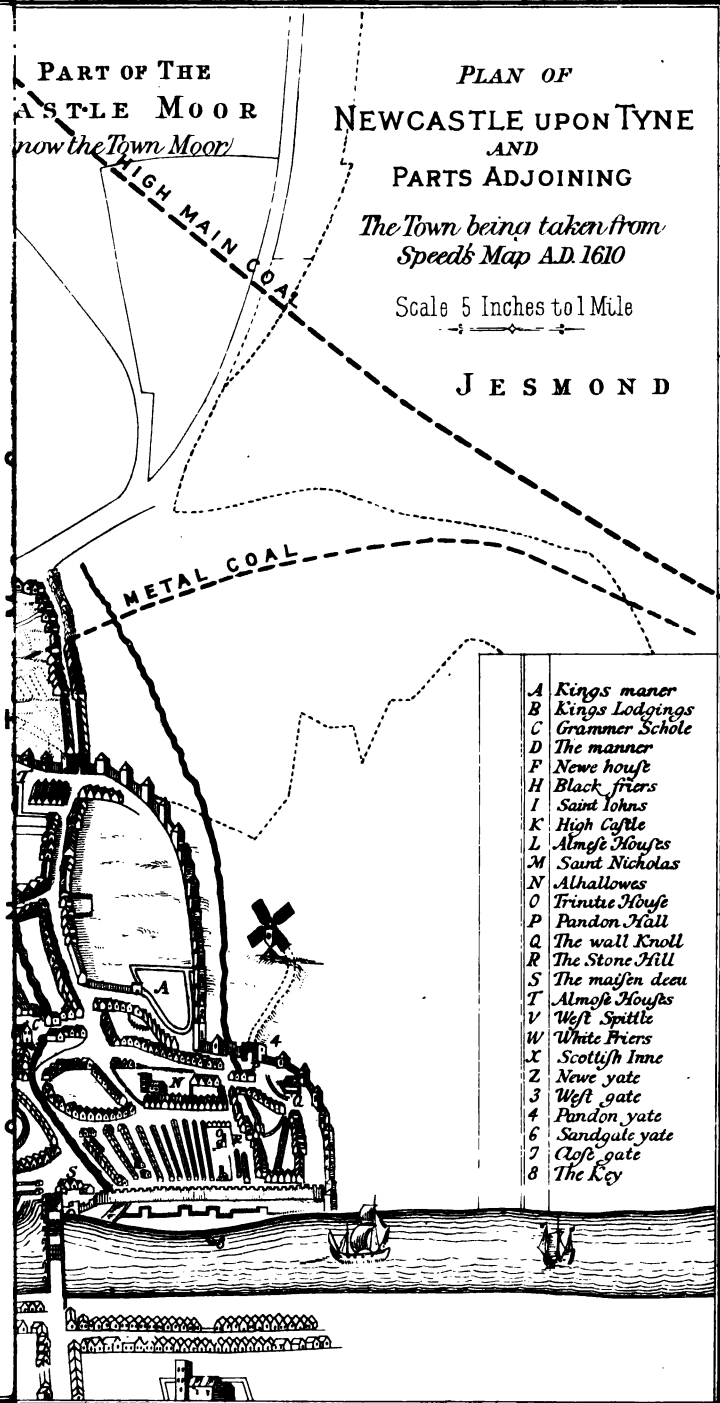 PART OF THE
ASTLE MOOR
now the Town Moor)
PLAN OF
NEWCASTLE UPON TYNE
AND
PARTS ADJOINING
The Town being taken from
Speed's Map A.D. 1610
Scale 5 Inches to 1 Mile
HIGH MAIN COAL
JESMOND
METAL COAL
A Kings maner
B Kings Lodgings
C Grammer Schole
D The manner
F Newe houſe
H Black friers
I Saint Iohns
K High Caſtle
L Almeſe Houſes
M Saint Nicholas
N Alhallowes
O Trinitie Houſe
P Pandon Hall
Q The wall Knoll
R The Stone Hill
S The maiſen deeu
T Almoſe Houſes
V Weſt Spittle
W White Friers
X Scottiſh Inne
Z Newe yate
3 Weſt gate
4 Pandon yate
6 Sandgate yate
7 Cloſe gate
8 The Key
T
A
4
N
Q
R
S